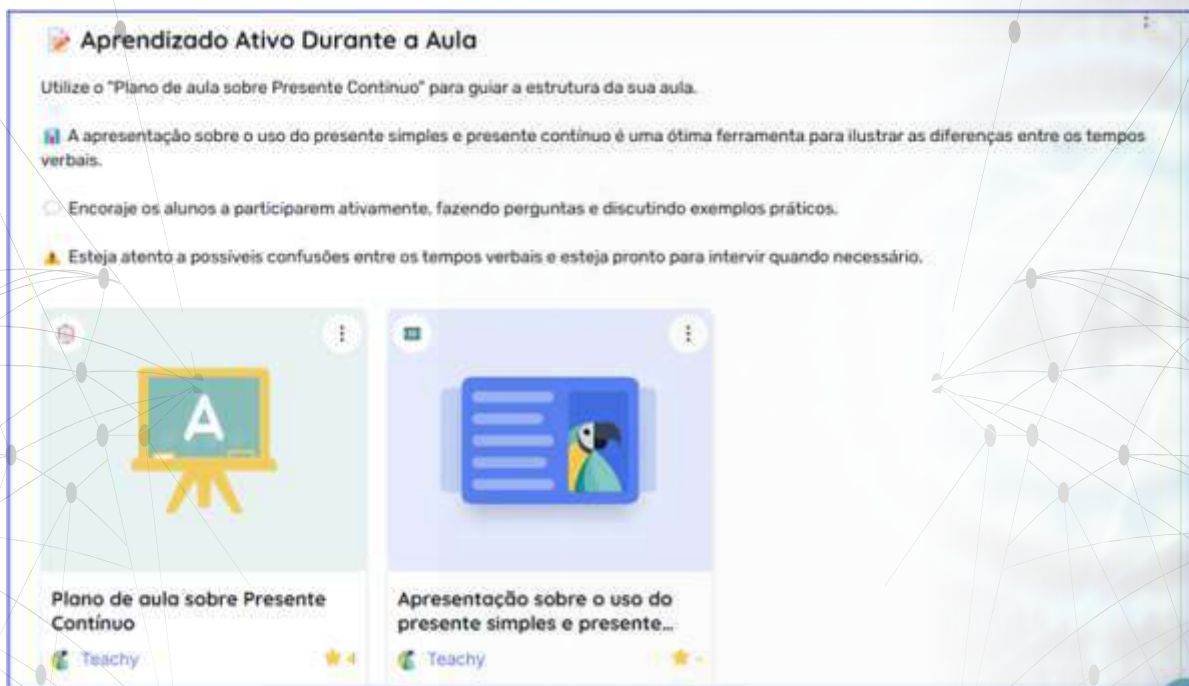 Aprendizado Ativo Durante a Aula
Utilize o "Plano de aula sobre Presente Contínuo" para guiar a estrutura da sua aula.
A apresentação sobre o uso do presente simples e presente contínuo é uma ótima ferramenta para ilustrar as diferenças entre os tempos
verbais.
Encoraje os alunos a participarem ativamente, fazendo perguntas e discutindo exemplos práticos.
Esteja atento a possíveis confusões entre os tempos verbais e esteja pronto para intervir quando necessário.
A
Plano de aula sobre Presente
Contínuo
Teachy
4
Apresentação sobre o uso do
presente simples e presente...
Teachy
-